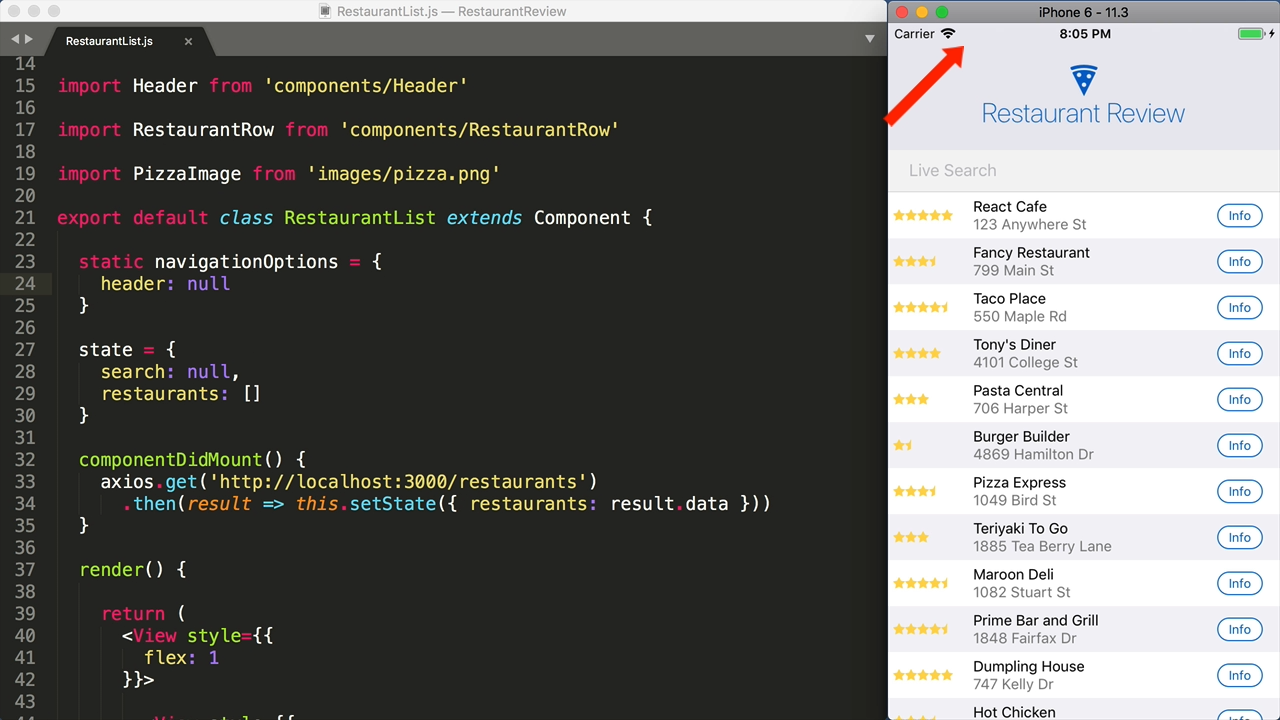 RestaurantList.js — RestaurantReview
RestaurantList.js
14
15 import Header from 'components/Header'
16
17 import RestaurantRow from 'components/RestaurantRow'
18
19 import PizzaImage from 'images/pizza.png'
20
21 export default class RestaurantList extends Component {
22
23 static navigationOptions = {
24 header: null
25 }
26
27 state = {
28 search: null,
29 restaurants: []
30 }
31
32 componentDidMount() {
33 axios.get('http://localhost:3000/restaurants')
34 .then(result => this.setState({ restaurants: result.data }))
35 }
36
37 render() {
38
39 return (
40 <View style={{
41 flex: 1
42 }}>
43
44 <View style={{
iPhone 6 - 11.3
Carrier 8:05 PM
Restaurant Review
Live Search
React Cafe
123 Anywhere St
Info
Fancy Restaurant
799 Main St
Info
Taco Place
550 Maple Rd
Info
Tony's Diner
4101 College St
Info
Pasta Central
706 Harper St
Info
Burger Builder
4869 Hamilton Dr
Info
Pizza Express
1049 Bird St
Info
Teriyaki To Go
1885 Tea Berry Lane
Info
Maroon Deli
1082 Stuart St
Info
Prime Bar and Grill
1848 Fairfax Dr
Info
Dumpling House
747 Kelly Dr
Info
Hot Chicken